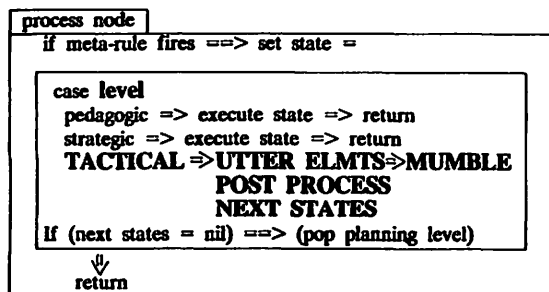 process node
if meta-rule fires ==> set state =
case level
pedagogic => execute state => return
strategic => execute state => return
TACTICAL =>UTTER ELMTS=>MUMBLE
POST PROCESS
NEXT STATES
If (next states = nil) ==> (pop planning level)
return